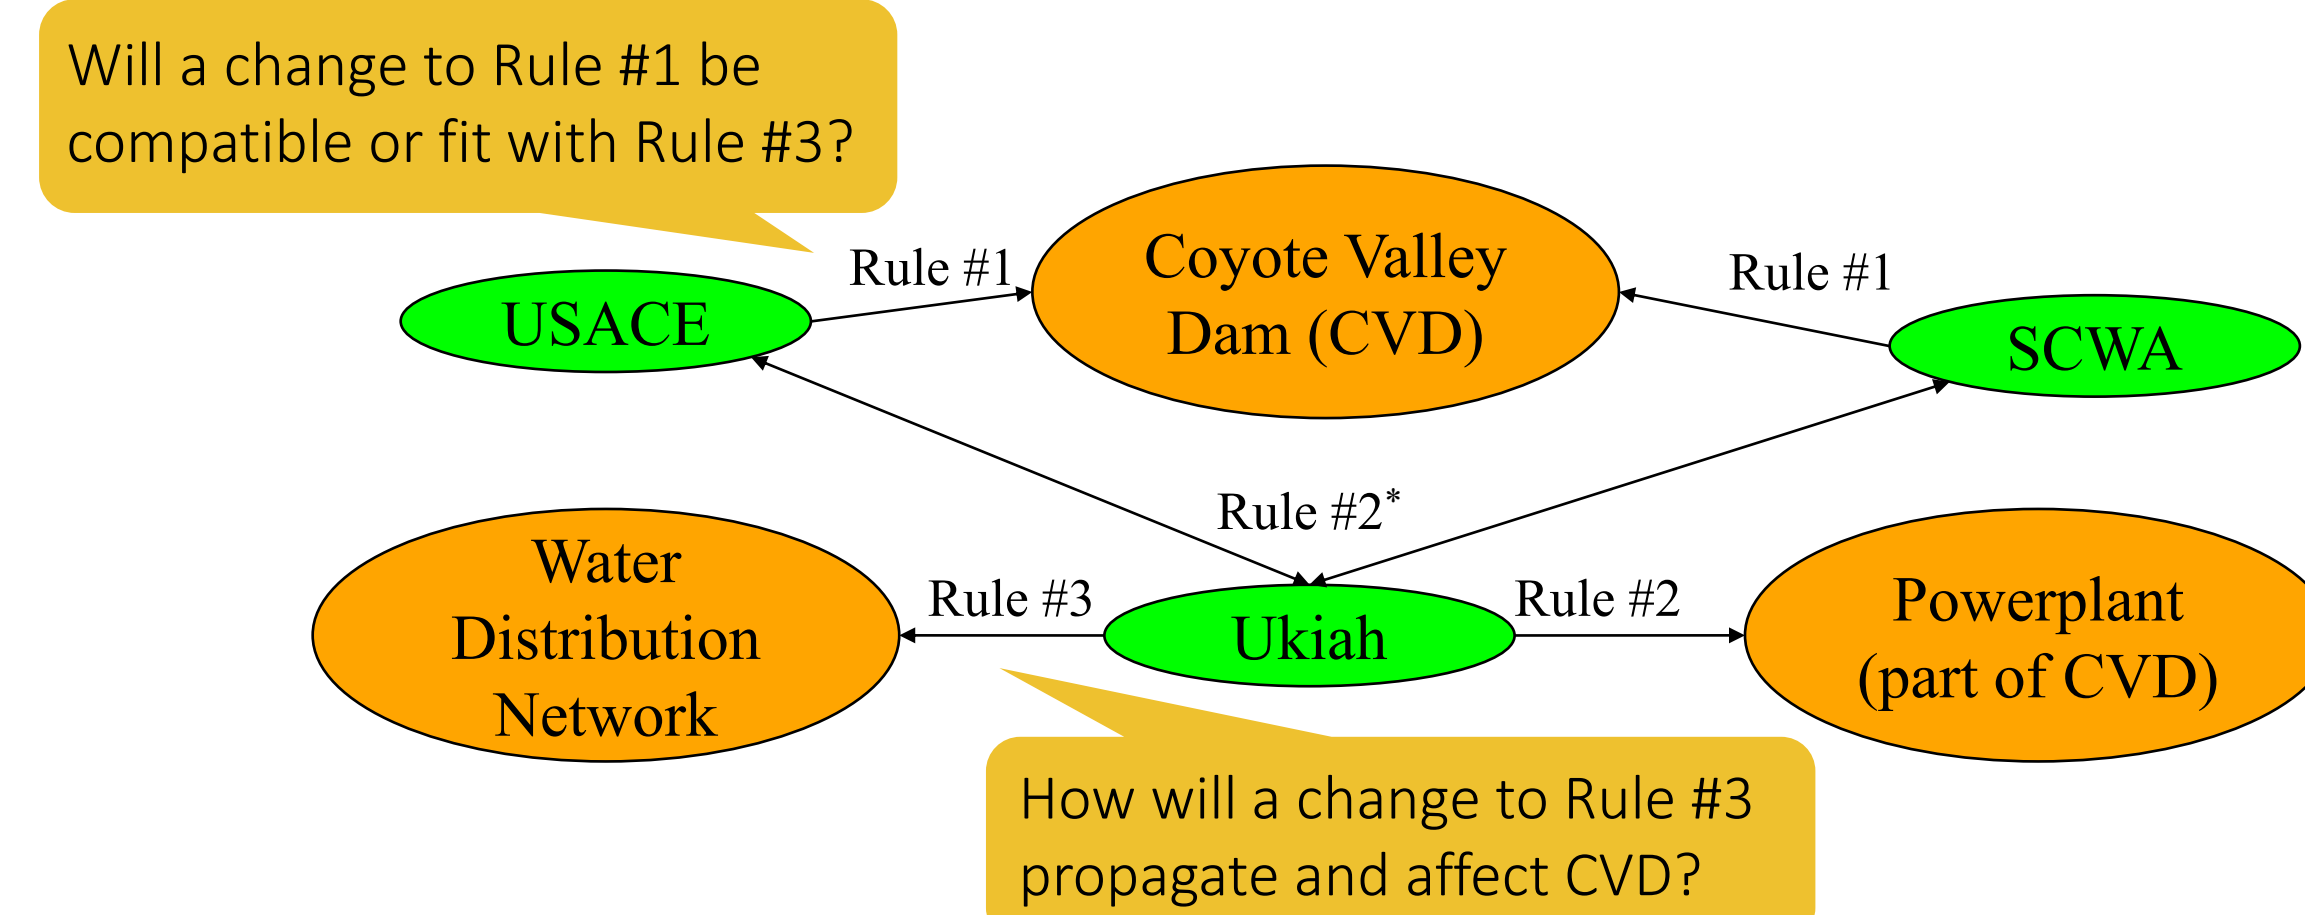 Will a change to Rule #1 be
compatible or fit with Rule #3?
Rule #1
Coyote Valley
Dam (CVD)
Rule #1
USACE
SCWA
Rule #2*
Water
Distribution
Network
Rule #3
Ukiah
Rule #2
Powerplant
(part of CVD)
How will a change to Rule #3
propagate and affect CVD?